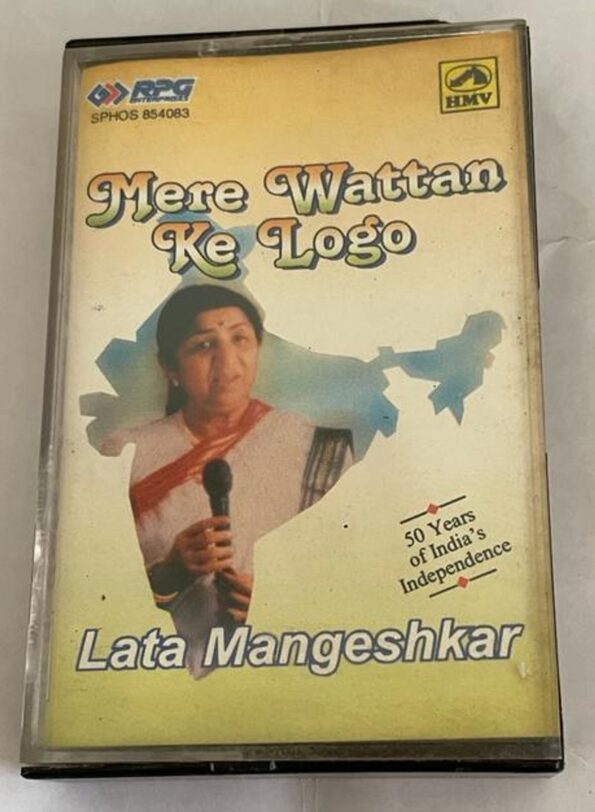 RPG
ENTERPRISES
SPHOS 854083
HMV
Mere Wattan
Ke Logo
50 Years
of India's
Independence
Lata Mangeshkar